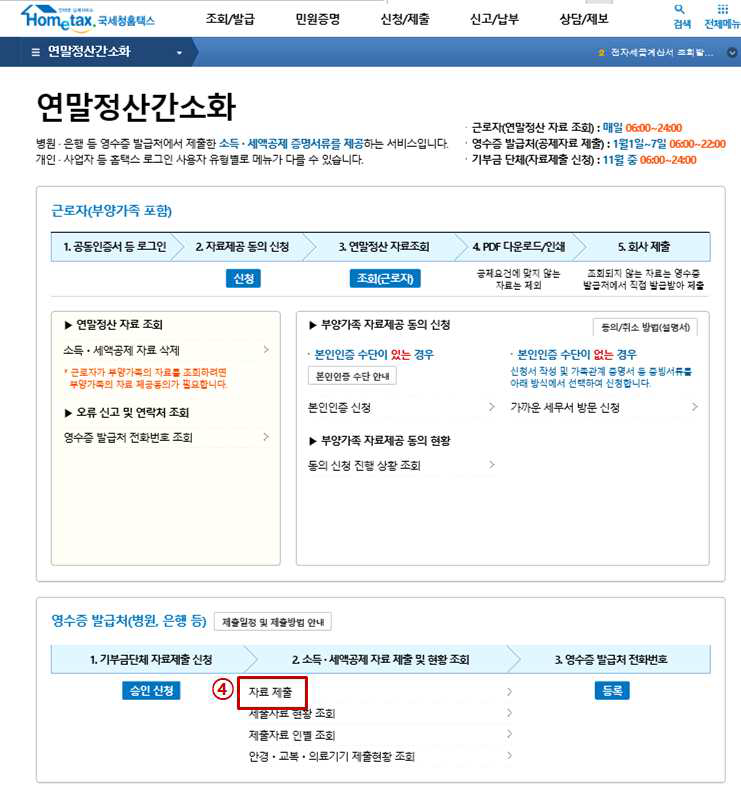 Hometax. 국세청홈택스
조회/발급 민원증명 신청/제출 신고/납부 상담/제보 검색 전체메뉴
연말정산간소화
2 전자세금계산서 조회발...
연말정산간소화
병원 · 은행 등 영수증 발급처에서 제출한 소득 · 세액공제 증명서류를 제공하는 서비스입니다.
개인 · 사업자 등 홈택스 로그인 사용자 유형별로 메뉴가 다를 수 있습니다.
· 근로자(연말정산 자료 조회) : 매일 06:00~24:00
· 영수증 발급처(공제자료 제출) : 1월1일~7일 06:00~22:00
· 기부금 단체(자료제출 신청) : 11월 중 06:00~24:00
근로자(부양가족 포함)
1. 공동인증서 등 로그인 2. 자료제공 동의 신청 3. 연말정산 자료조회 4. PDF 다운로드/인쇄 5. 회사 제출
신청 조회(근로자)
공제요건에 맞지 않는
자료는 제외
조회되지 않는 자료는 영수증
발급처에서 직접 발급받아 제출
▶ 연말정산 자료 조회
소득 · 세액공제 자료 삭제
* 근로자가 부양가족의 자료를 조회하려면
부양가족의 자료 제공동의가 필요합니다.
▶ 오류 신고 및 연락처 조회
영수증 발급처 전화번호 조회
▶ 부양가족 자료제공 동의 신청
동의/취소 방법(설명서)
· 본인인증 수단이 있는 경우
본인인증 수단 안내
본인인증 신청
· 본인인증 수단이 없는 경우
신청서 작성 및 가족관계 증명서 등 증빙서류를
아래 방식에서 선택하여 신청합니다.
가까운 세무서 방문 신청
▶ 부양가족 자료제공 동의 현황
동의 신청 진행 상황 조회
영수증 발급처(병원, 은행 등) 제출일정 및 제출방법 안내
1. 기부금단체 자료제출 신청 2. 소득 · 세액공제 자료 제출 및 현황 조회 3. 영수증 발급처 전화번호
승인 신청 ④ 자료 제출 등록
제출자료 현황 조회
제출자료 인별 조회
안경 · 교복 · 의료기기 제출현황 조회